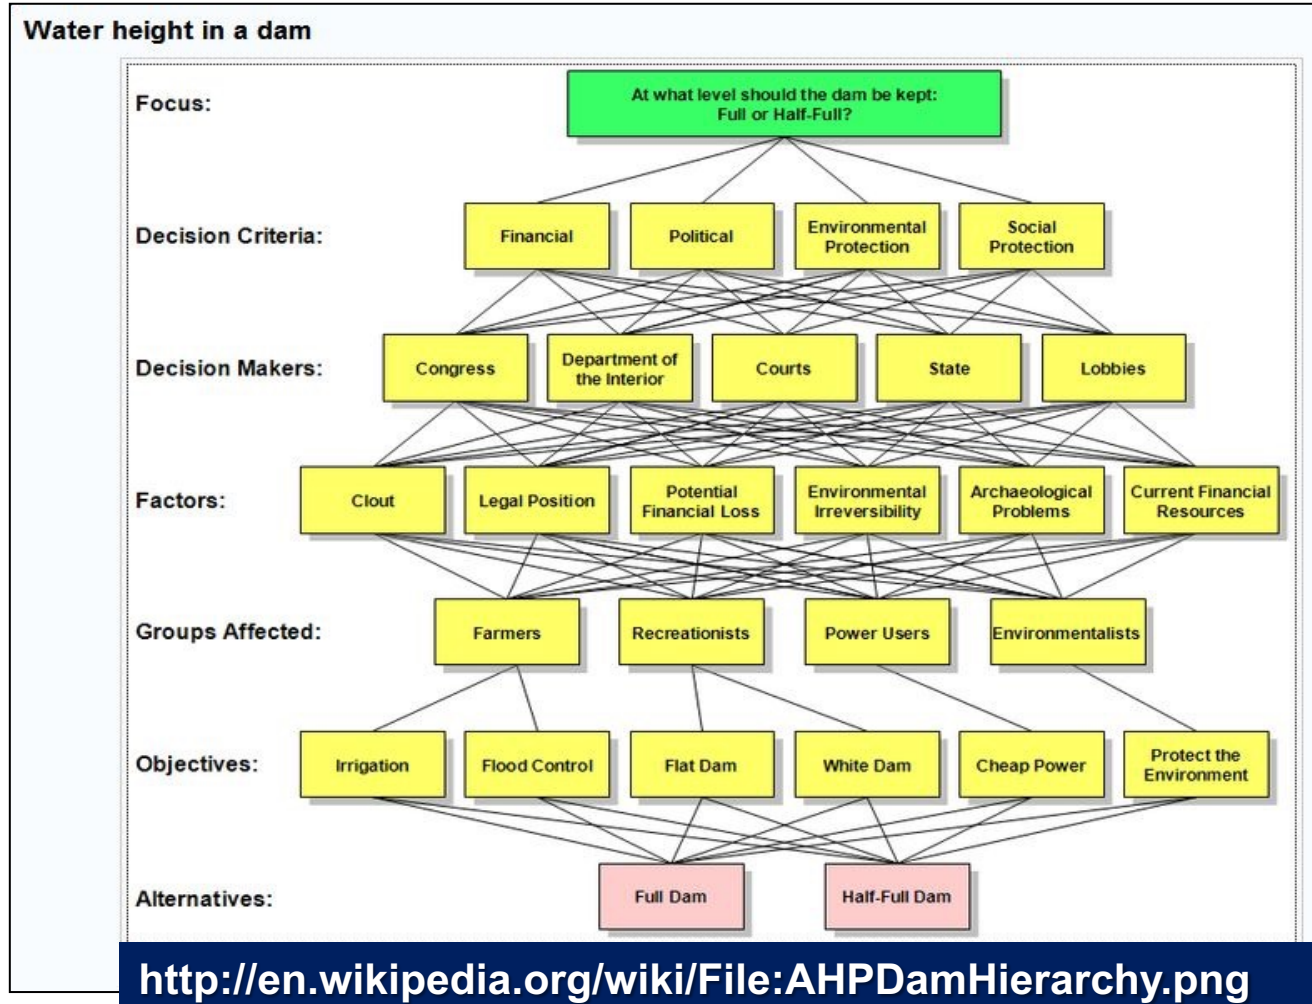 Water height in a dam
Focus:
At what level should the dam be kept:
Full or Half-Full?
Decision Criteria:
Financial
Political
Environmental
Protection
Social
Protection
Decision Makers:
Congress
Department of
the Interior
Courts
State
Lobbies
Factors:
Clout
Legal Position
Potential
Financial Loss
Environmental
Irreversibility
Archaeological
Problems
Current Financial
Resources
Groups Affected:
Farmers
Recreationists
Power Users
Environmentalists
Objectives:
Irrigation
Flood Control
Flat Dam
White Dam
Cheap Power
Protect the
Environment
Alternatives:
Full Dam
Half-Full Dam
http://en.wikipedia.org/wiki/File:AHPDamHierarchy.png